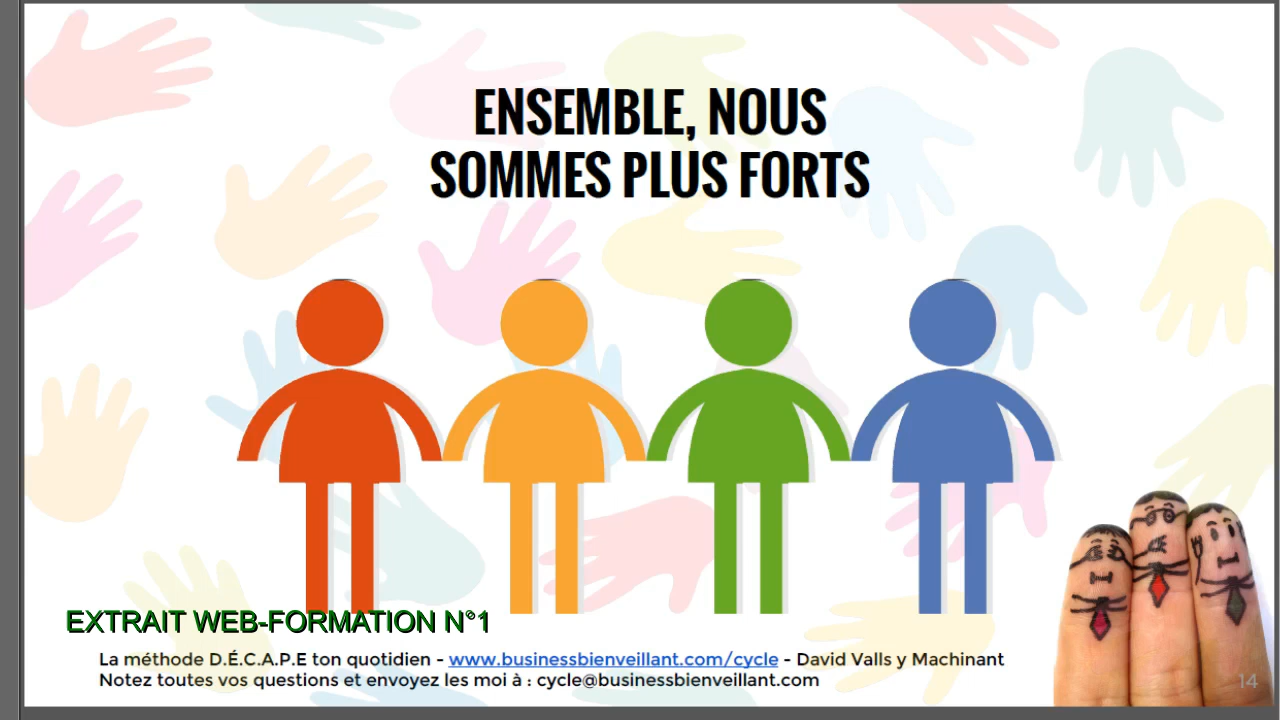 ENSEMBLE, NOUS
SOMMES PLUS FORTS
EXTRAIT WEB-FORMATION N°1
La méthode D.É.C.A.P.E ton quotidien - www.businessbienveillant.com/cycle - David Valls y Machinant
Notez toutes vos questions et envoyez les moi à : cycle@businessbienveillant.com
14